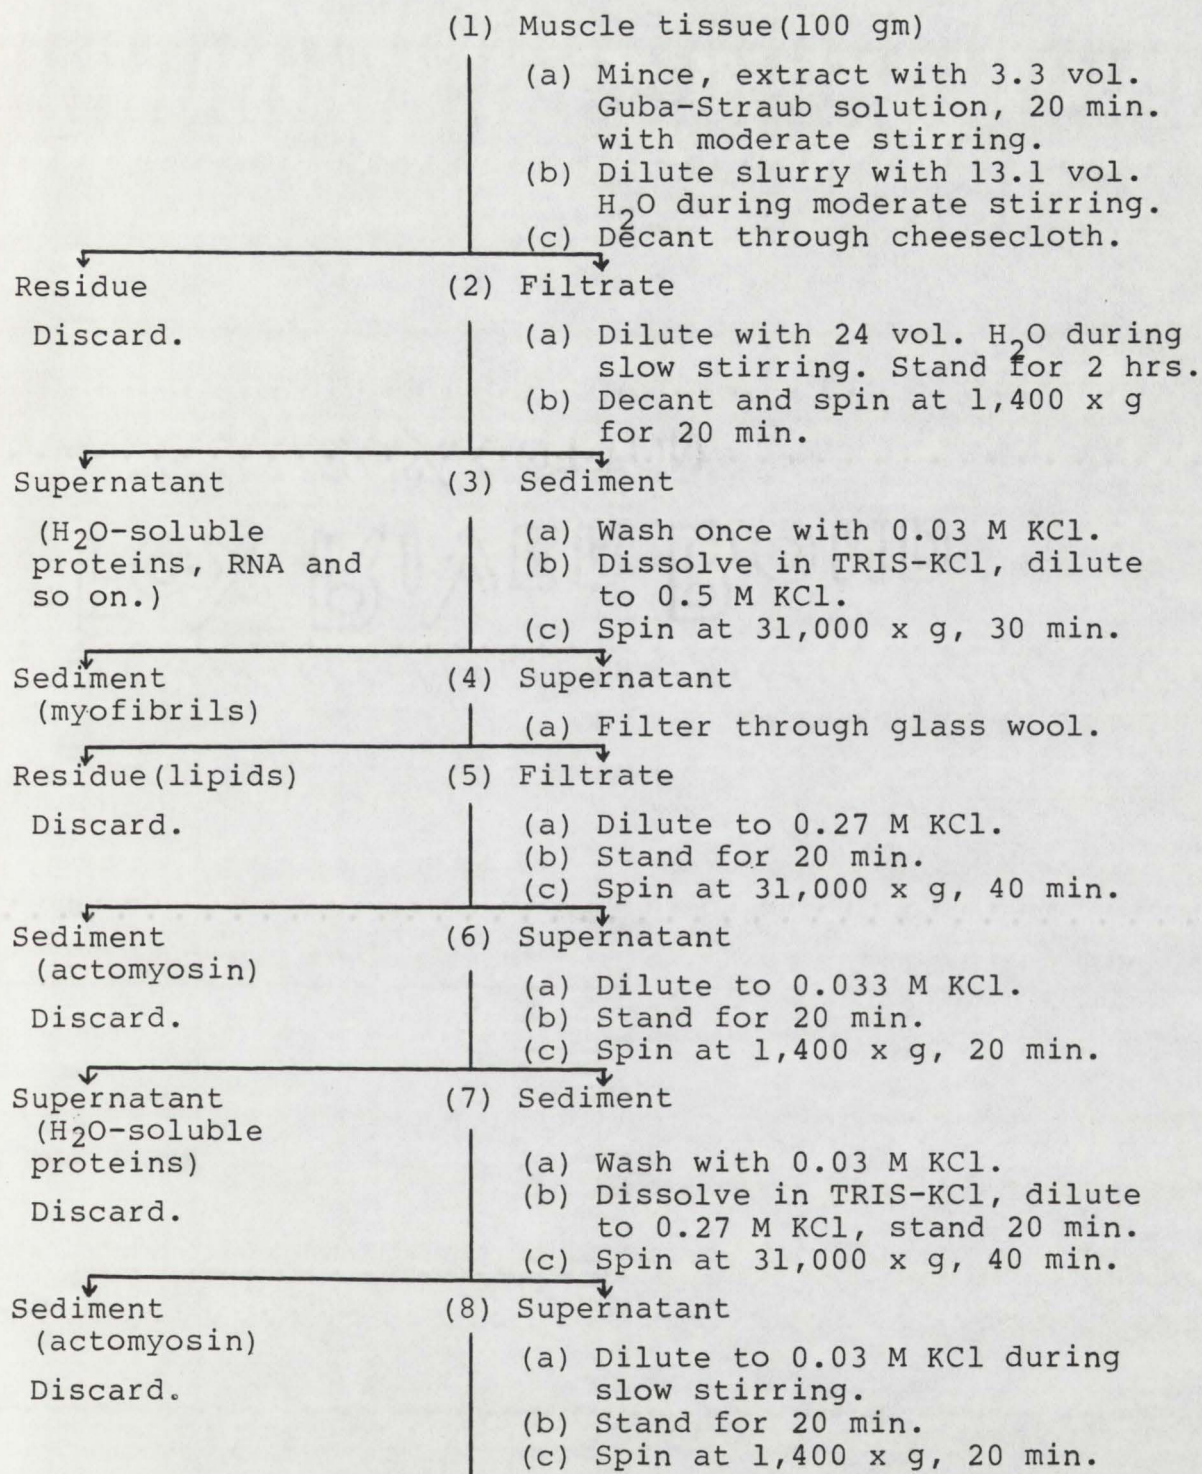 (1) Muscle tissue(100 gm)
(a) Mince, extract with 3.3 vol.
Guba-Straub solution, 20 min.
with moderate stirring.
(b) Dilute slurry with 13.1 vol.
H2O during moderate stirring.
(c) Decant through cheesecloth.
Residue
Discard.
(2) Filtrate
(a) Dilute with 24 vol. H2O during
slow stirring. Stand for 2 hrs.
(b) Decant and spin at 1,400 x g
for 20 min.
Supernatant
(H2O-soluble
proteins, RNA and
so on.)
(3) Sediment
(a) Wash once with 0.03 M KCl.
(b) Dissolve in TRIS-KCl, dilute
to 0.5 M KCl.
(c) Spin at 31,000 x g, 30 min.
Sediment
(myofibrils)
(4) Supernatant
(a) Filter through glass wool.
Residue(lipids)
Discard.
(5) Filtrate
(a) Dilute to 0.27 M KCl.
(b) Stand for 20 min.
(c) Spin at 31,000 x g, 40 min.
Sediment
(actomyosin)
Discard.
(6) Supernatant
(a) Dilute to 0.033 M KCl.
(b) Stand for 20 min.
(c) Spin at 1,400 x g, 20 min.
Supernatant
(H2O-soluble
proteins)
Discard.
(7) Sediment
(a) Wash with 0.03 M KCl.
(b) Dissolve in TRIS-KCl, dilute
to 0.27 M KCl, stand 20 min.
(c) Spin at 31,000 x g, 40 min.
Sediment
(actomyosin)
Discard.
(8) Supernatant
(a) Dilute to 0.03 M KCl during
slow stirring.
(b) Stand for 20 min.
(c) Spin at 1,400 x g, 20 min.